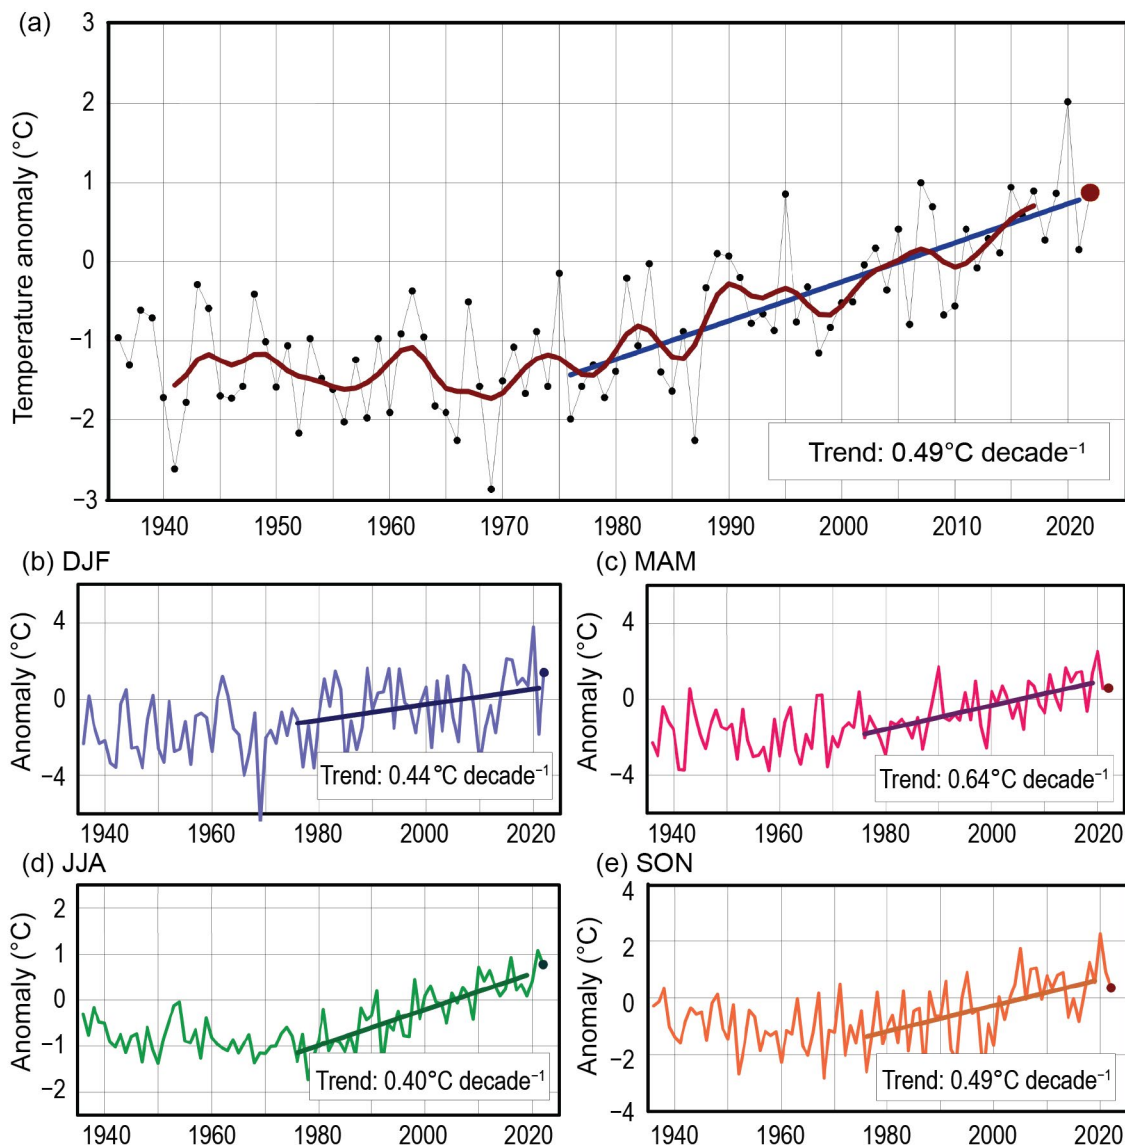 (a)
Temperature anomaly (°C)
3
2
1
0
−1
−2
−3
Trend: 0.49°C decade⁻¹
1940 1950 1960 1970 1980 1990 2000 2010 2020
(b) DJF
Anomaly (°C)
4
0
−4
Trend: 0.44°C decade⁻¹
1940 1960 1980 2000 2020
(c) MAM
Anomaly (°C)
4
0
−4
Trend: 0.64°C decade⁻¹
1940 1960 1980 2000 2020
(d) JJA
Anomaly (°C)
2
1
0
−1
−2
Trend: 0.40°C decade⁻¹
1940 1960 1980 2000 2020
(e) SON
Anomaly (°C)
4
2
0
−2
−4
Trend: 0.49°C decade⁻¹
1940 1960 1980 2000 2020